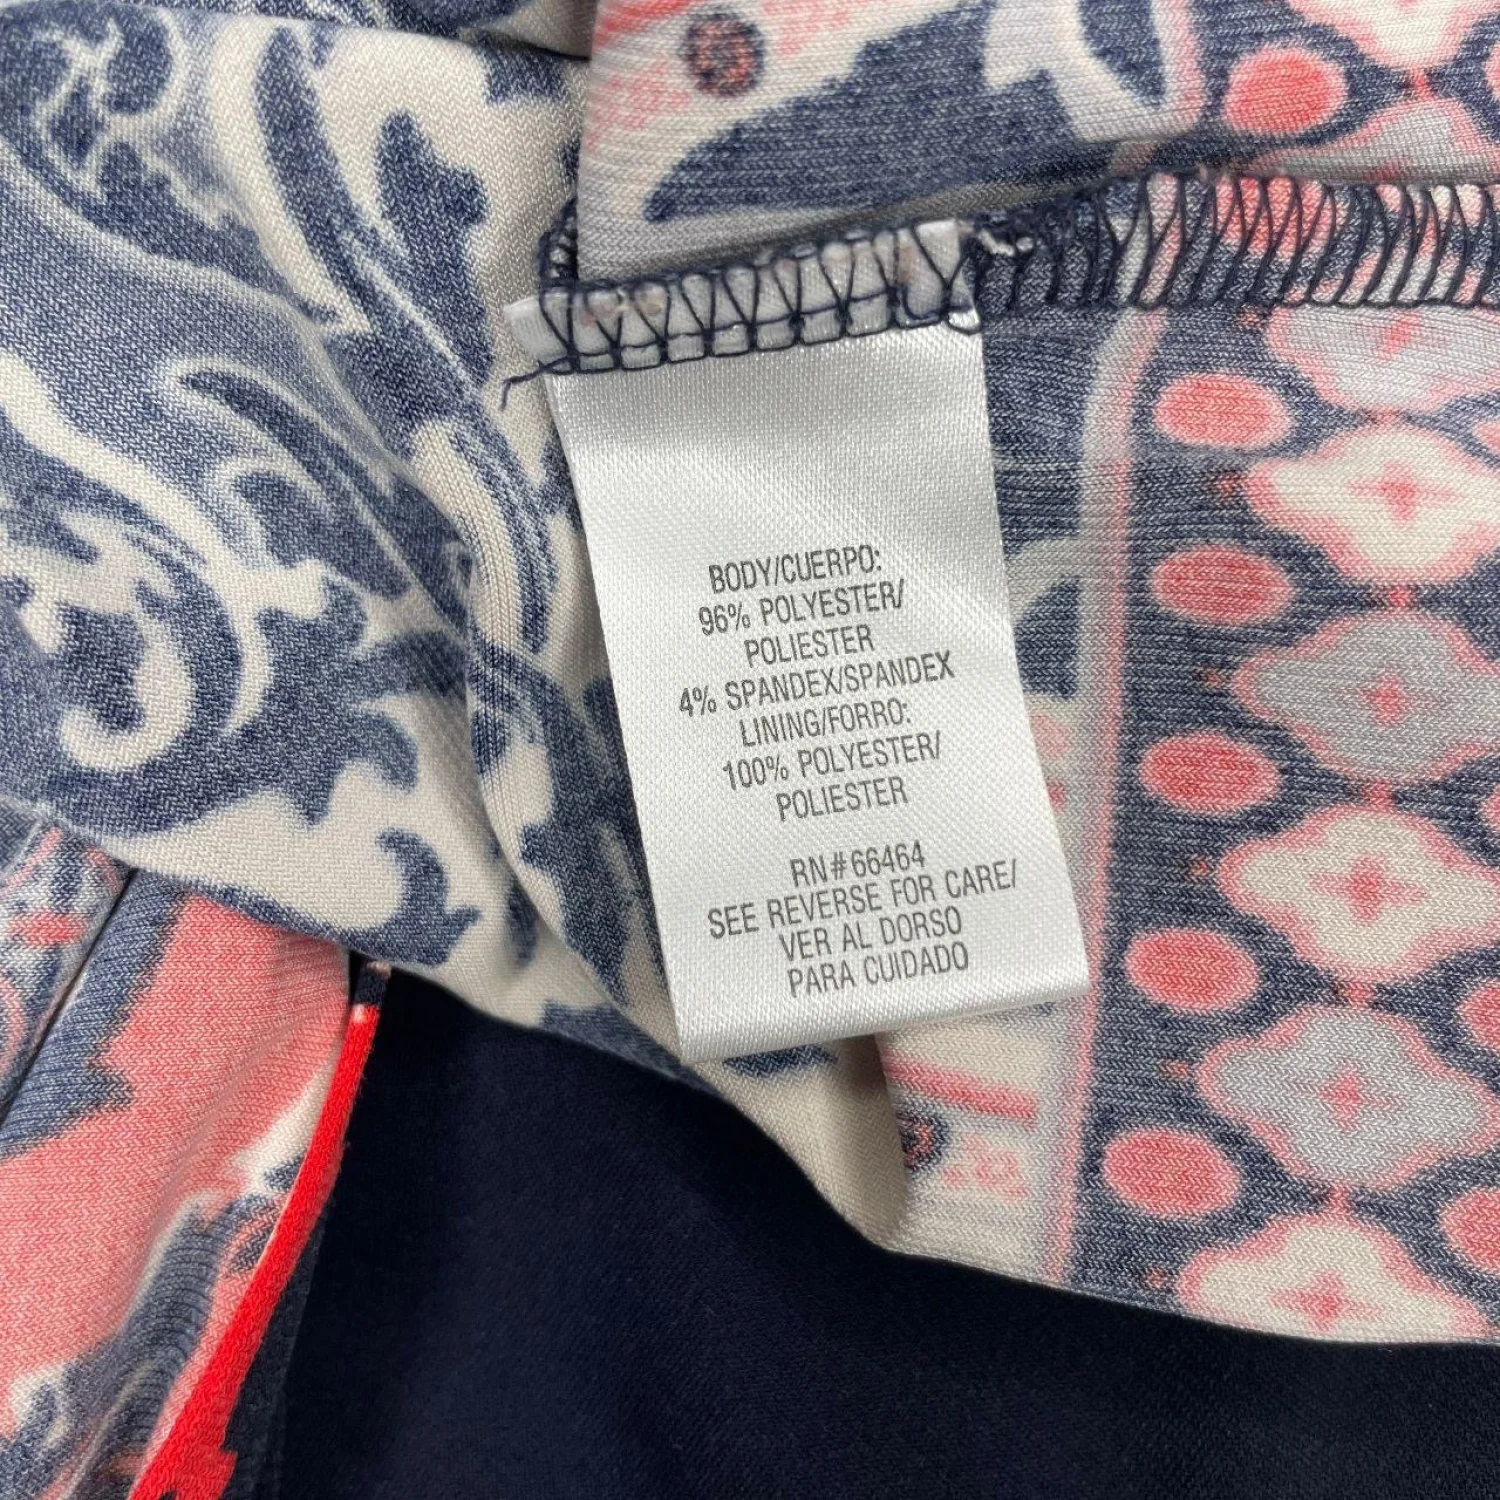 BODY/CUERPO:
96% POLYESTER/
POLIESTER
4% SPANDEX/SPANDEX
LINING/FORRO:
100% POLYESTER/
POLIESTER
RN#66464
SEE REVERSE FOR CARE/
VER AL DORSO
PARA CUIDADO